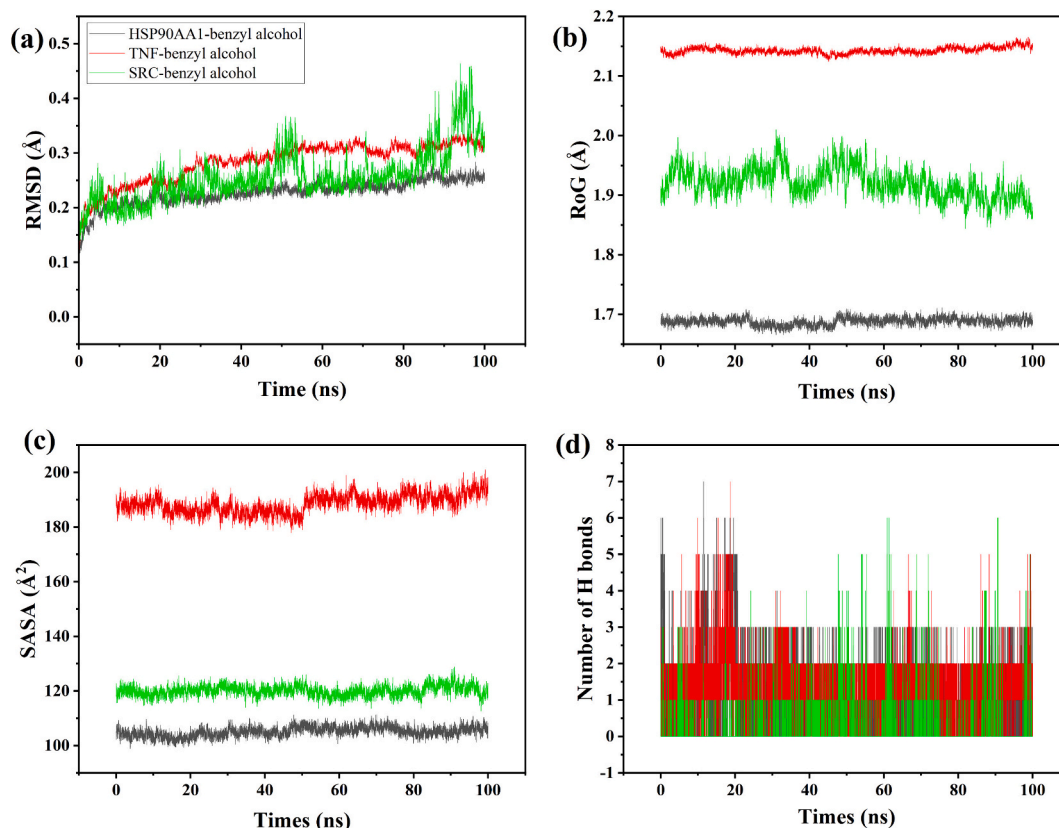 (a)
HSP90AA1-benzyl alcohol
TNF-benzyl alcohol
SRC-benzyl alcohol
RMSD (Å)
0.5
0.4
0.3
0.2
0.1
0.0
0 20 40 60 80 100
Time (ns)
(b)
RoG (Å)
2.2
2.1
2.0
1.9
1.8
1.7
0 20 40 60 80 100
Times (ns)
(c)
SASA (Å²)
200
180
160
140
120
100
0 20 40 60 80 100
Times (ns)
(d)
Number of H bonds
8
7
6
5
4
3
2
1
0
-1
0 20 40 60 80 100
Times (ns)